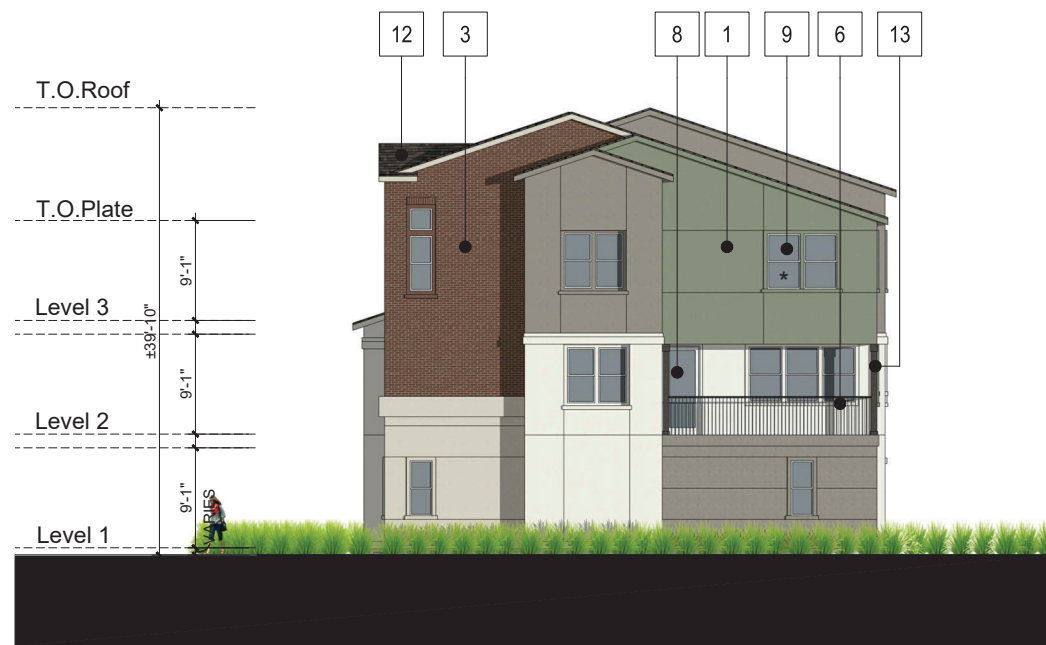 12 3 8 1 9 6 13
T.O.Roof
T.O.Plate
9'-1"
Level 3
±39'-10"
9'-1"
Level 2
9'-1"
VARIES
Level 1
*